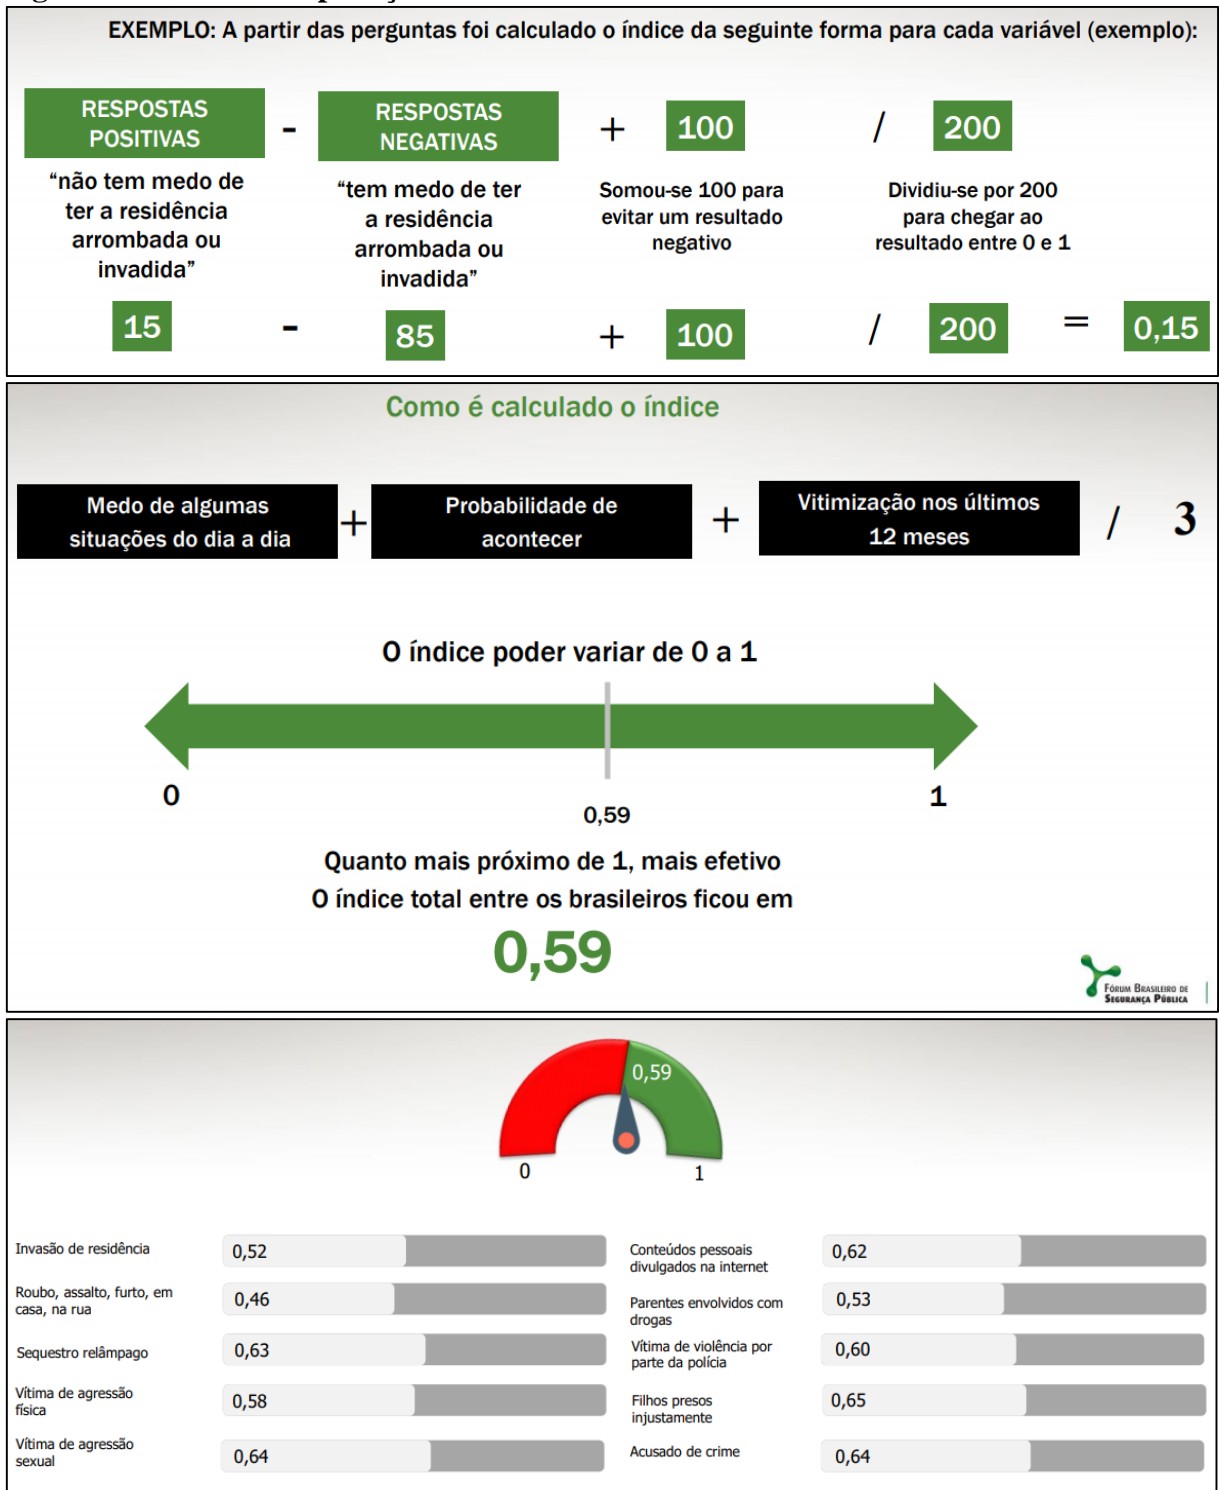 EXEMPLO: A partir das perguntas foi calculado o índice da seguinte forma para cada variável (exemplo):
RESPOSTAS
POSITIVAS
-
RESPOSTAS
NEGATIVAS
+
100
/
200
“não tem medo de
ter a residência
arrombada ou
invadida”
“tem medo de ter
a residência
arrombada ou
invadida”
Somou-se 100 para
evitar um resultado
negativo
Dividiu-se por 200
para chegar ao
resultado entre 0 e 1
15
-
85
+
100
/
200
=
0,15
Como é calculado o índice
Medo de algumas
situações do dia a dia
+
Probabilidade de
acontecer
+
Vitimização nos últimos
12 meses
/
3
O índice poder variar de 0 a 1
0
0,59
1
Quanto mais próximo de 1, mais efetivo
O índice total entre os brasileiros ficou em
0,59
FÓRUM BRASILEIRO DE
SEGURANÇA PÚBLICA
0,59
0
1
Invasão de residência
0,52
Roubo, assalto, furto, em
casa, na rua
0,46
Sequestro relâmpago
0,63
Vítima de agressão
física
0,58
Vítima de agressão
sexual
0,64
Conteúdos pessoais
divulgados na internet
0,62
Parentes envolvidos com
drogas
0,53
Vítima de violência por
parte da polícia
0,60
Filhos presos
injustamente
0,65
Acusado de crime
0,64